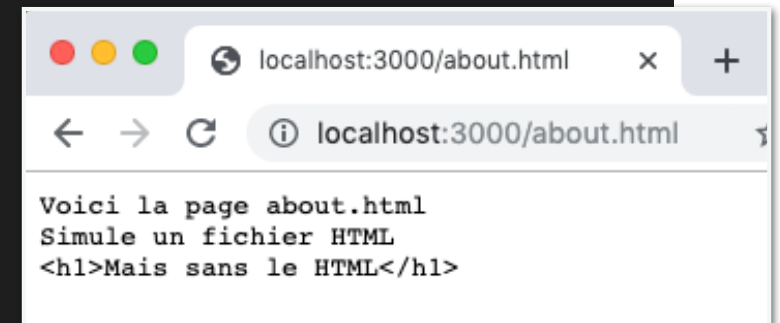 localhost:3000/about.html
localhost:3000/about.html
Voici la page about.html
Simule un fichier HTML
<h1>Mais sans le HTML</h1>